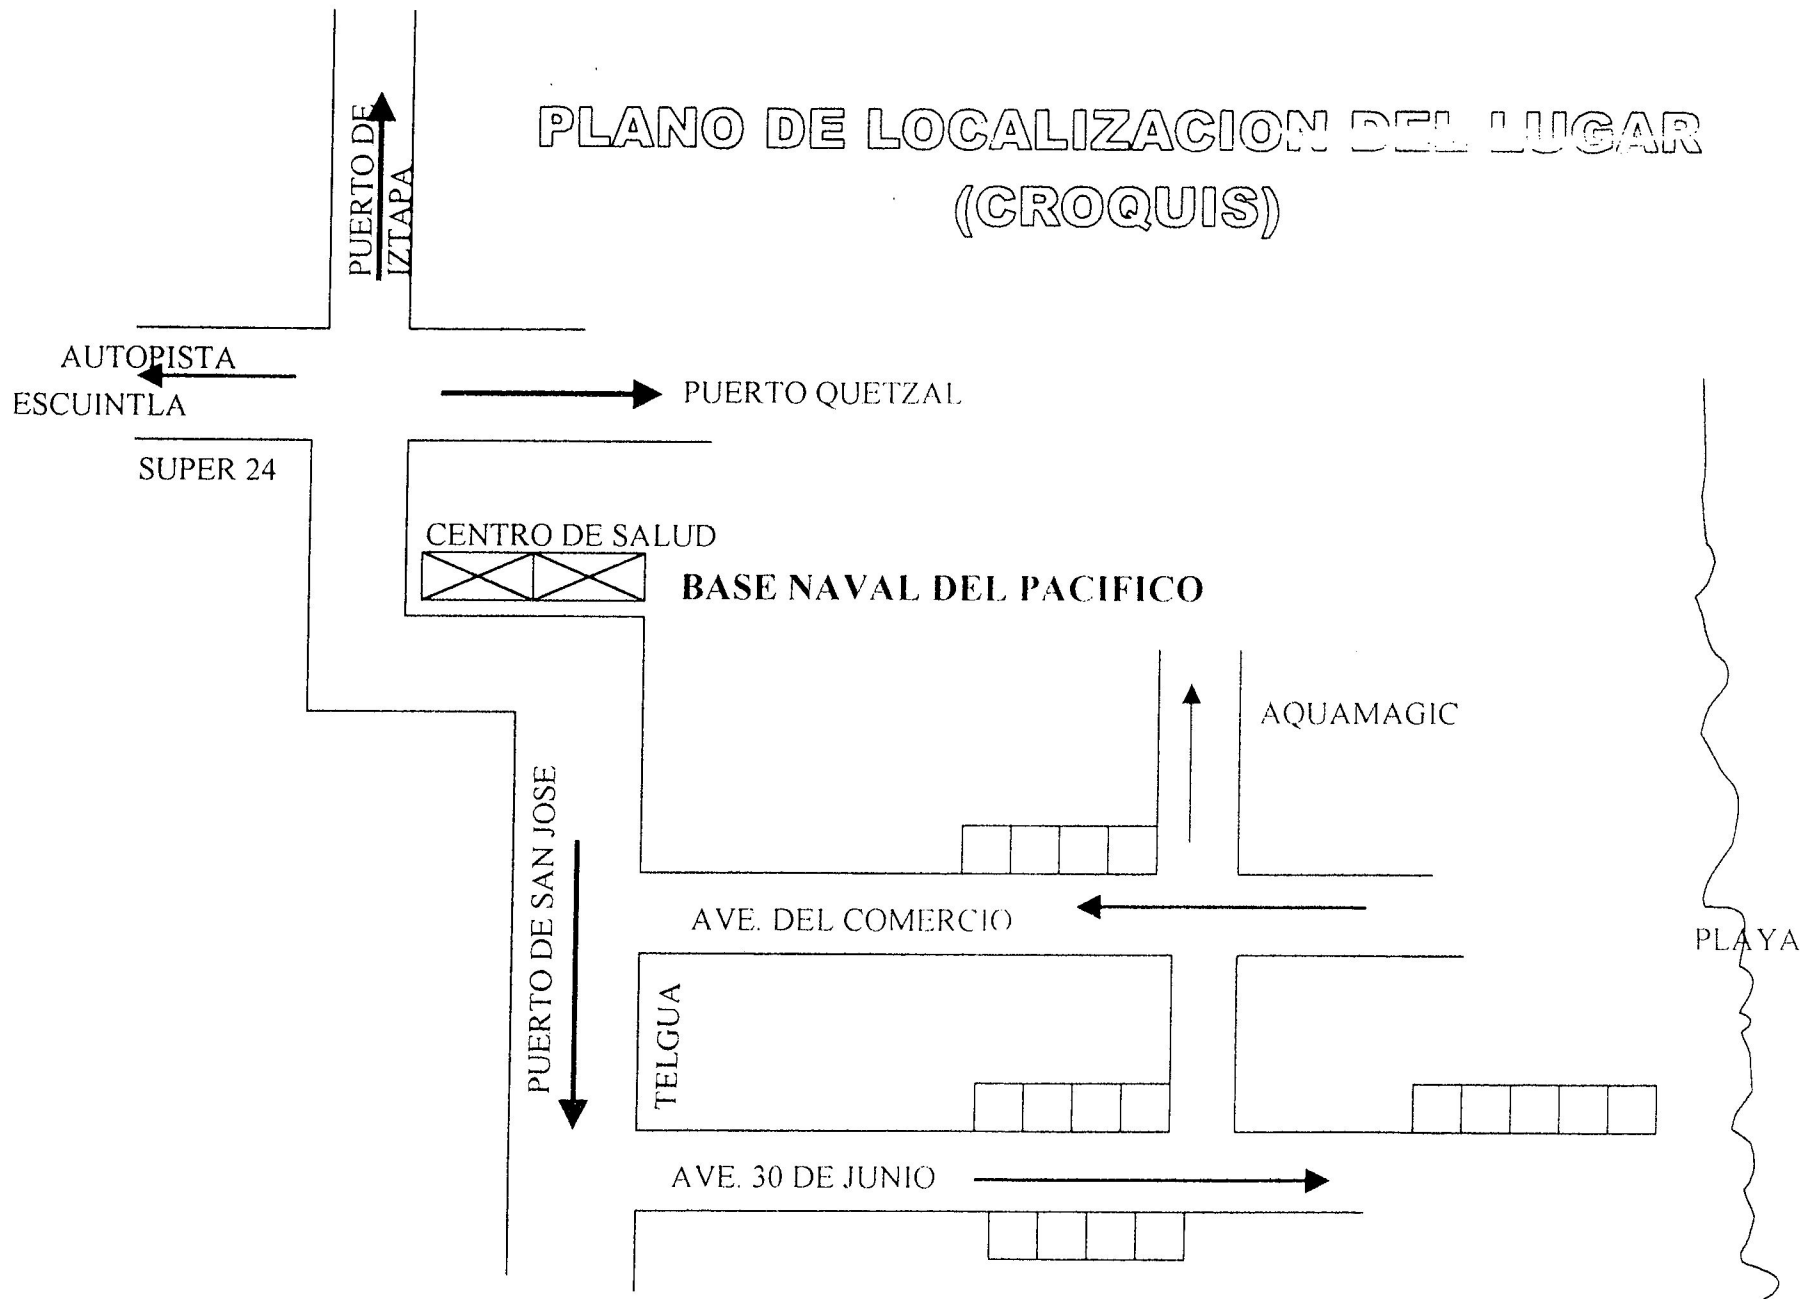 PLANO DE LOCALIZACION DEL LUGAR
(CROQUIS)
PUERTO DE
IZTAPA
AUTOPISTA
ESCUINTLA
PUERTO QUETZAL
SUPER 24
CENTRO DE SALUD
BASE NAVAL DEL PACIFICO
AQUAMAGIC
PUERTO DE SAN JOSE
AVE. DEL COMERCIO
PLAYA
TELGUA
AVE. 30 DE JUNIO